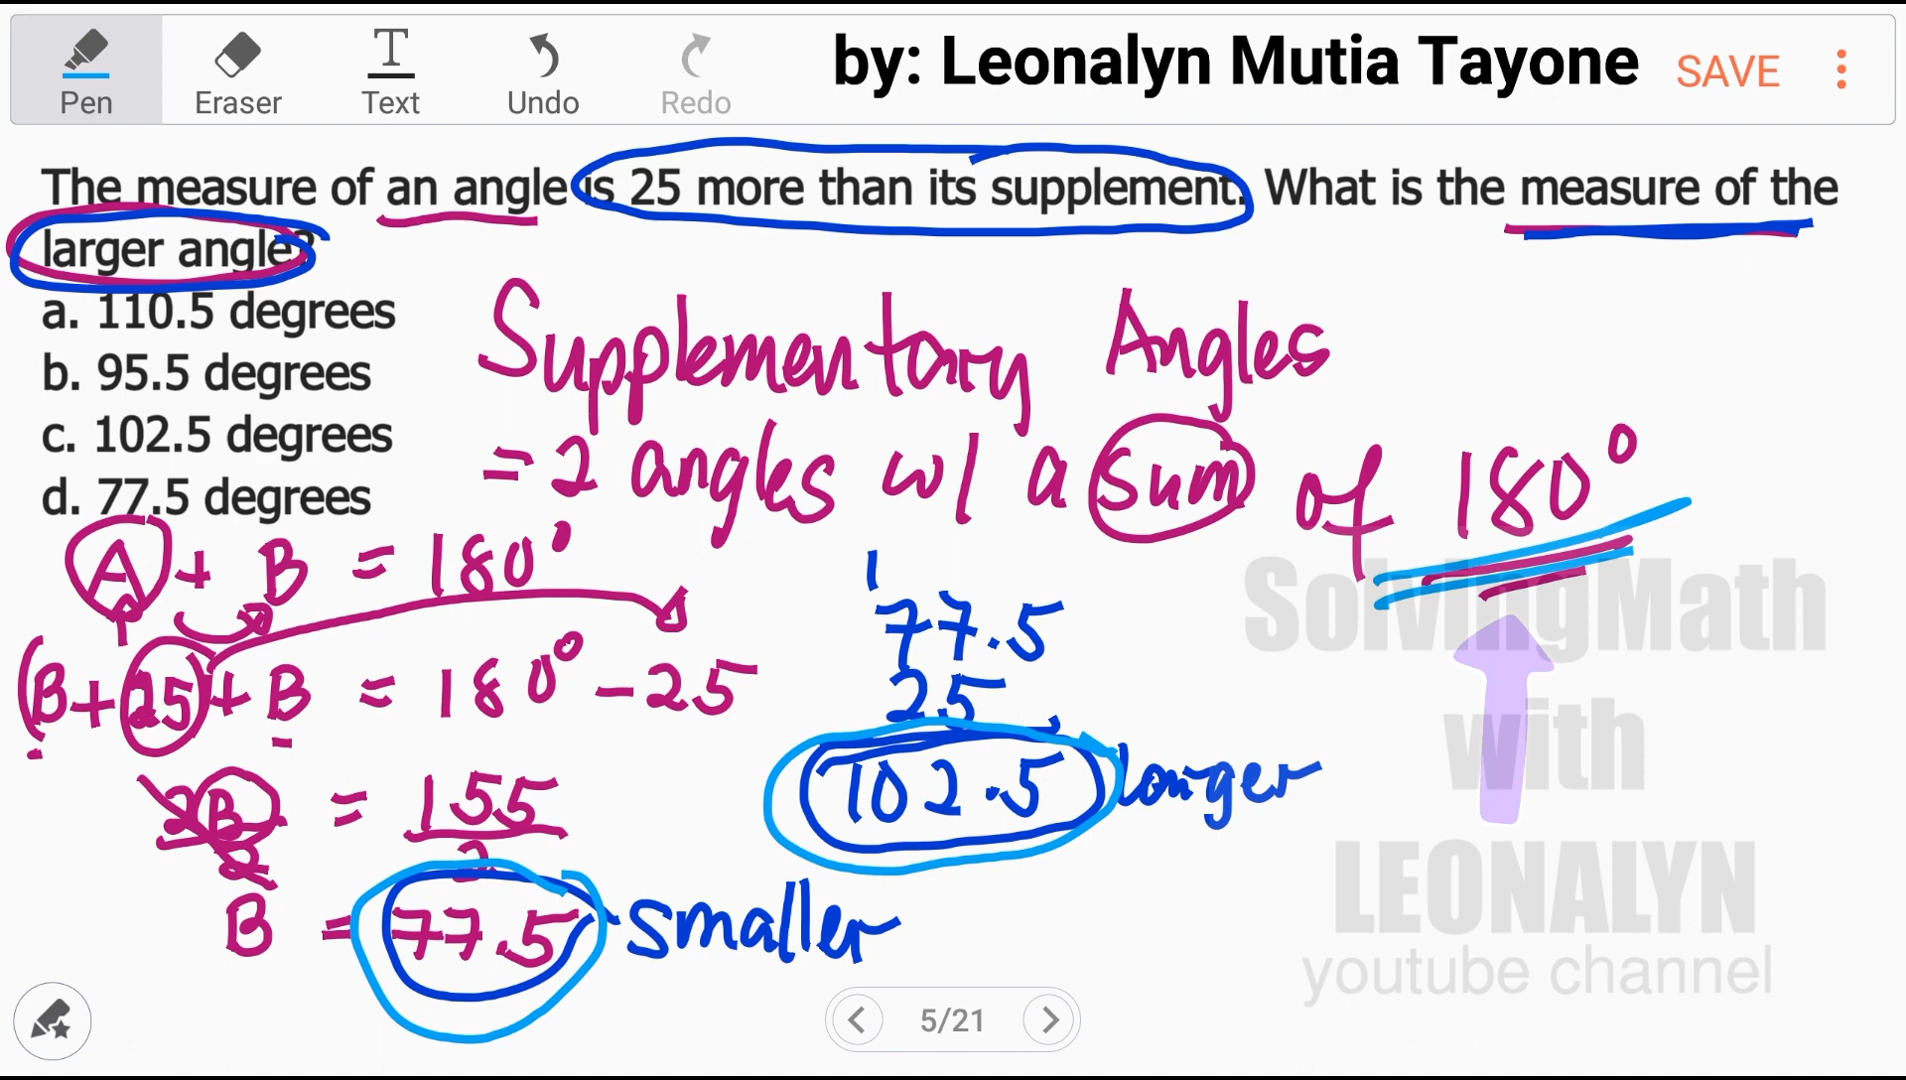 Pen
Eraser
Text
Undo
Redo
by: Leonalyn Mutia Tayone
SAVE
The measure of an angle is 25 more than its supplement. What is the measure of the
larger angle?
a. 110.5 degrees
b. 95.5 degrees
c. 102.5 degrees
d. 77.5 degrees
Supplementary Angles
= 2 angles w/ a sum of 180°
A + B = 180°
(B+25)+B = 180° - 25
2B/2 = 155/2
B = 77.5 smaller
1
77.5
25
102.5 larger
SolvingMath
with
LEONALYN
youtube channel
5/21